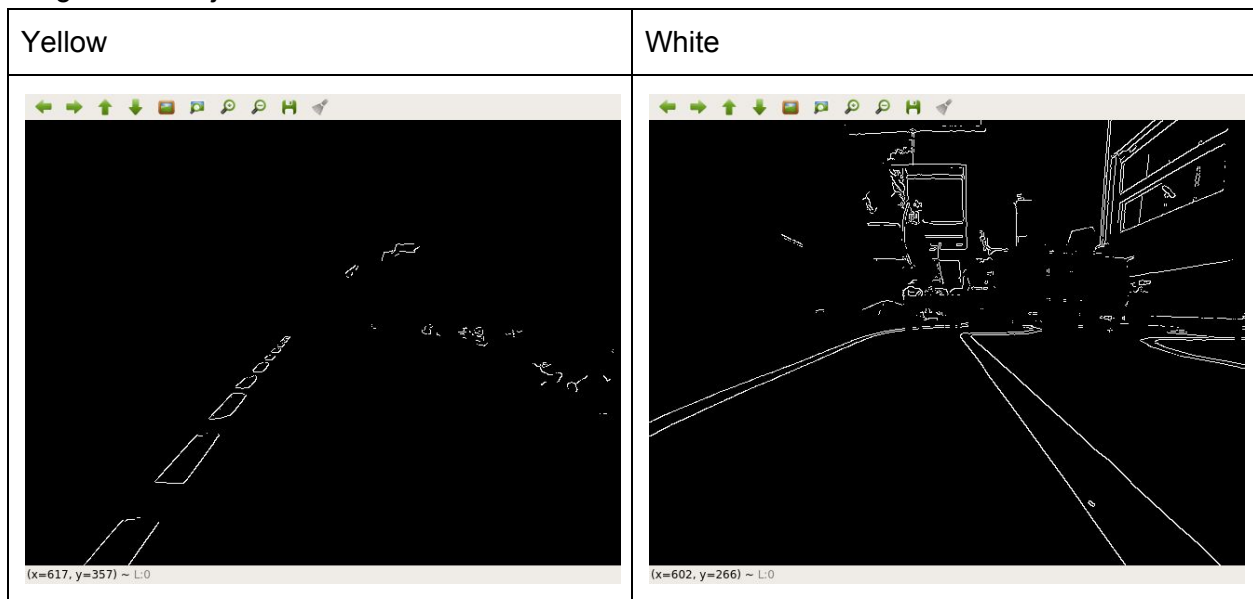 Yellow
White
(x=617, y=357) ~ L:0
(x=602, y=266) ~ L:0